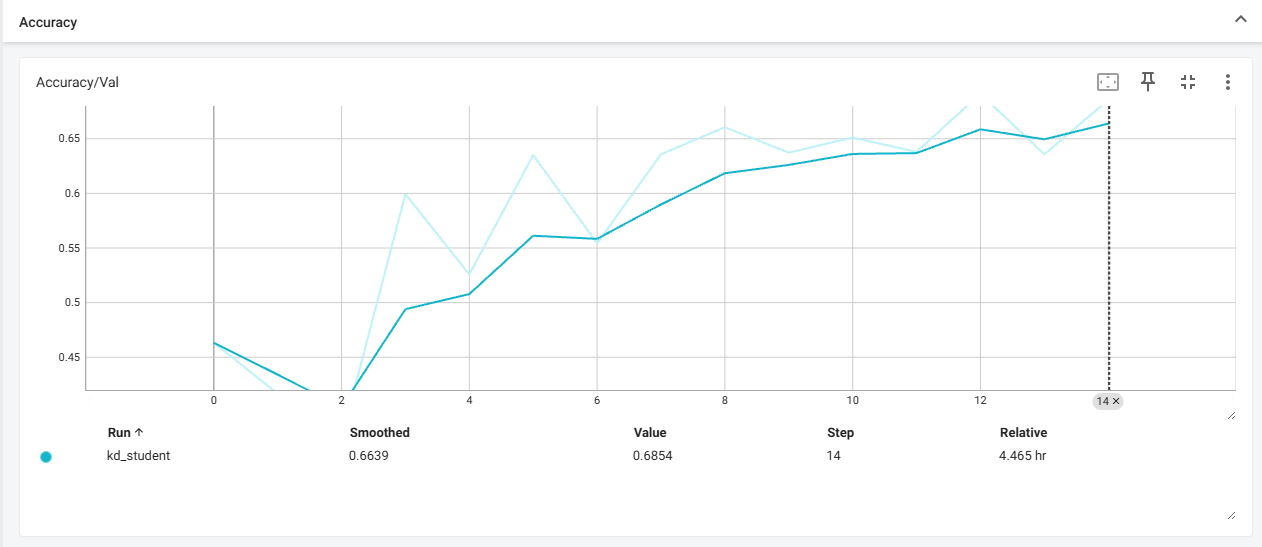 Accuracy
Accuracy/Val
0.65
0.6
0.55
0.5
0.45
0 2 4 6 8 10 12 14 ×
Run ↑ Smoothed Value Step Relative
kd_student 0.6639 0.6854 14 4.465 hr